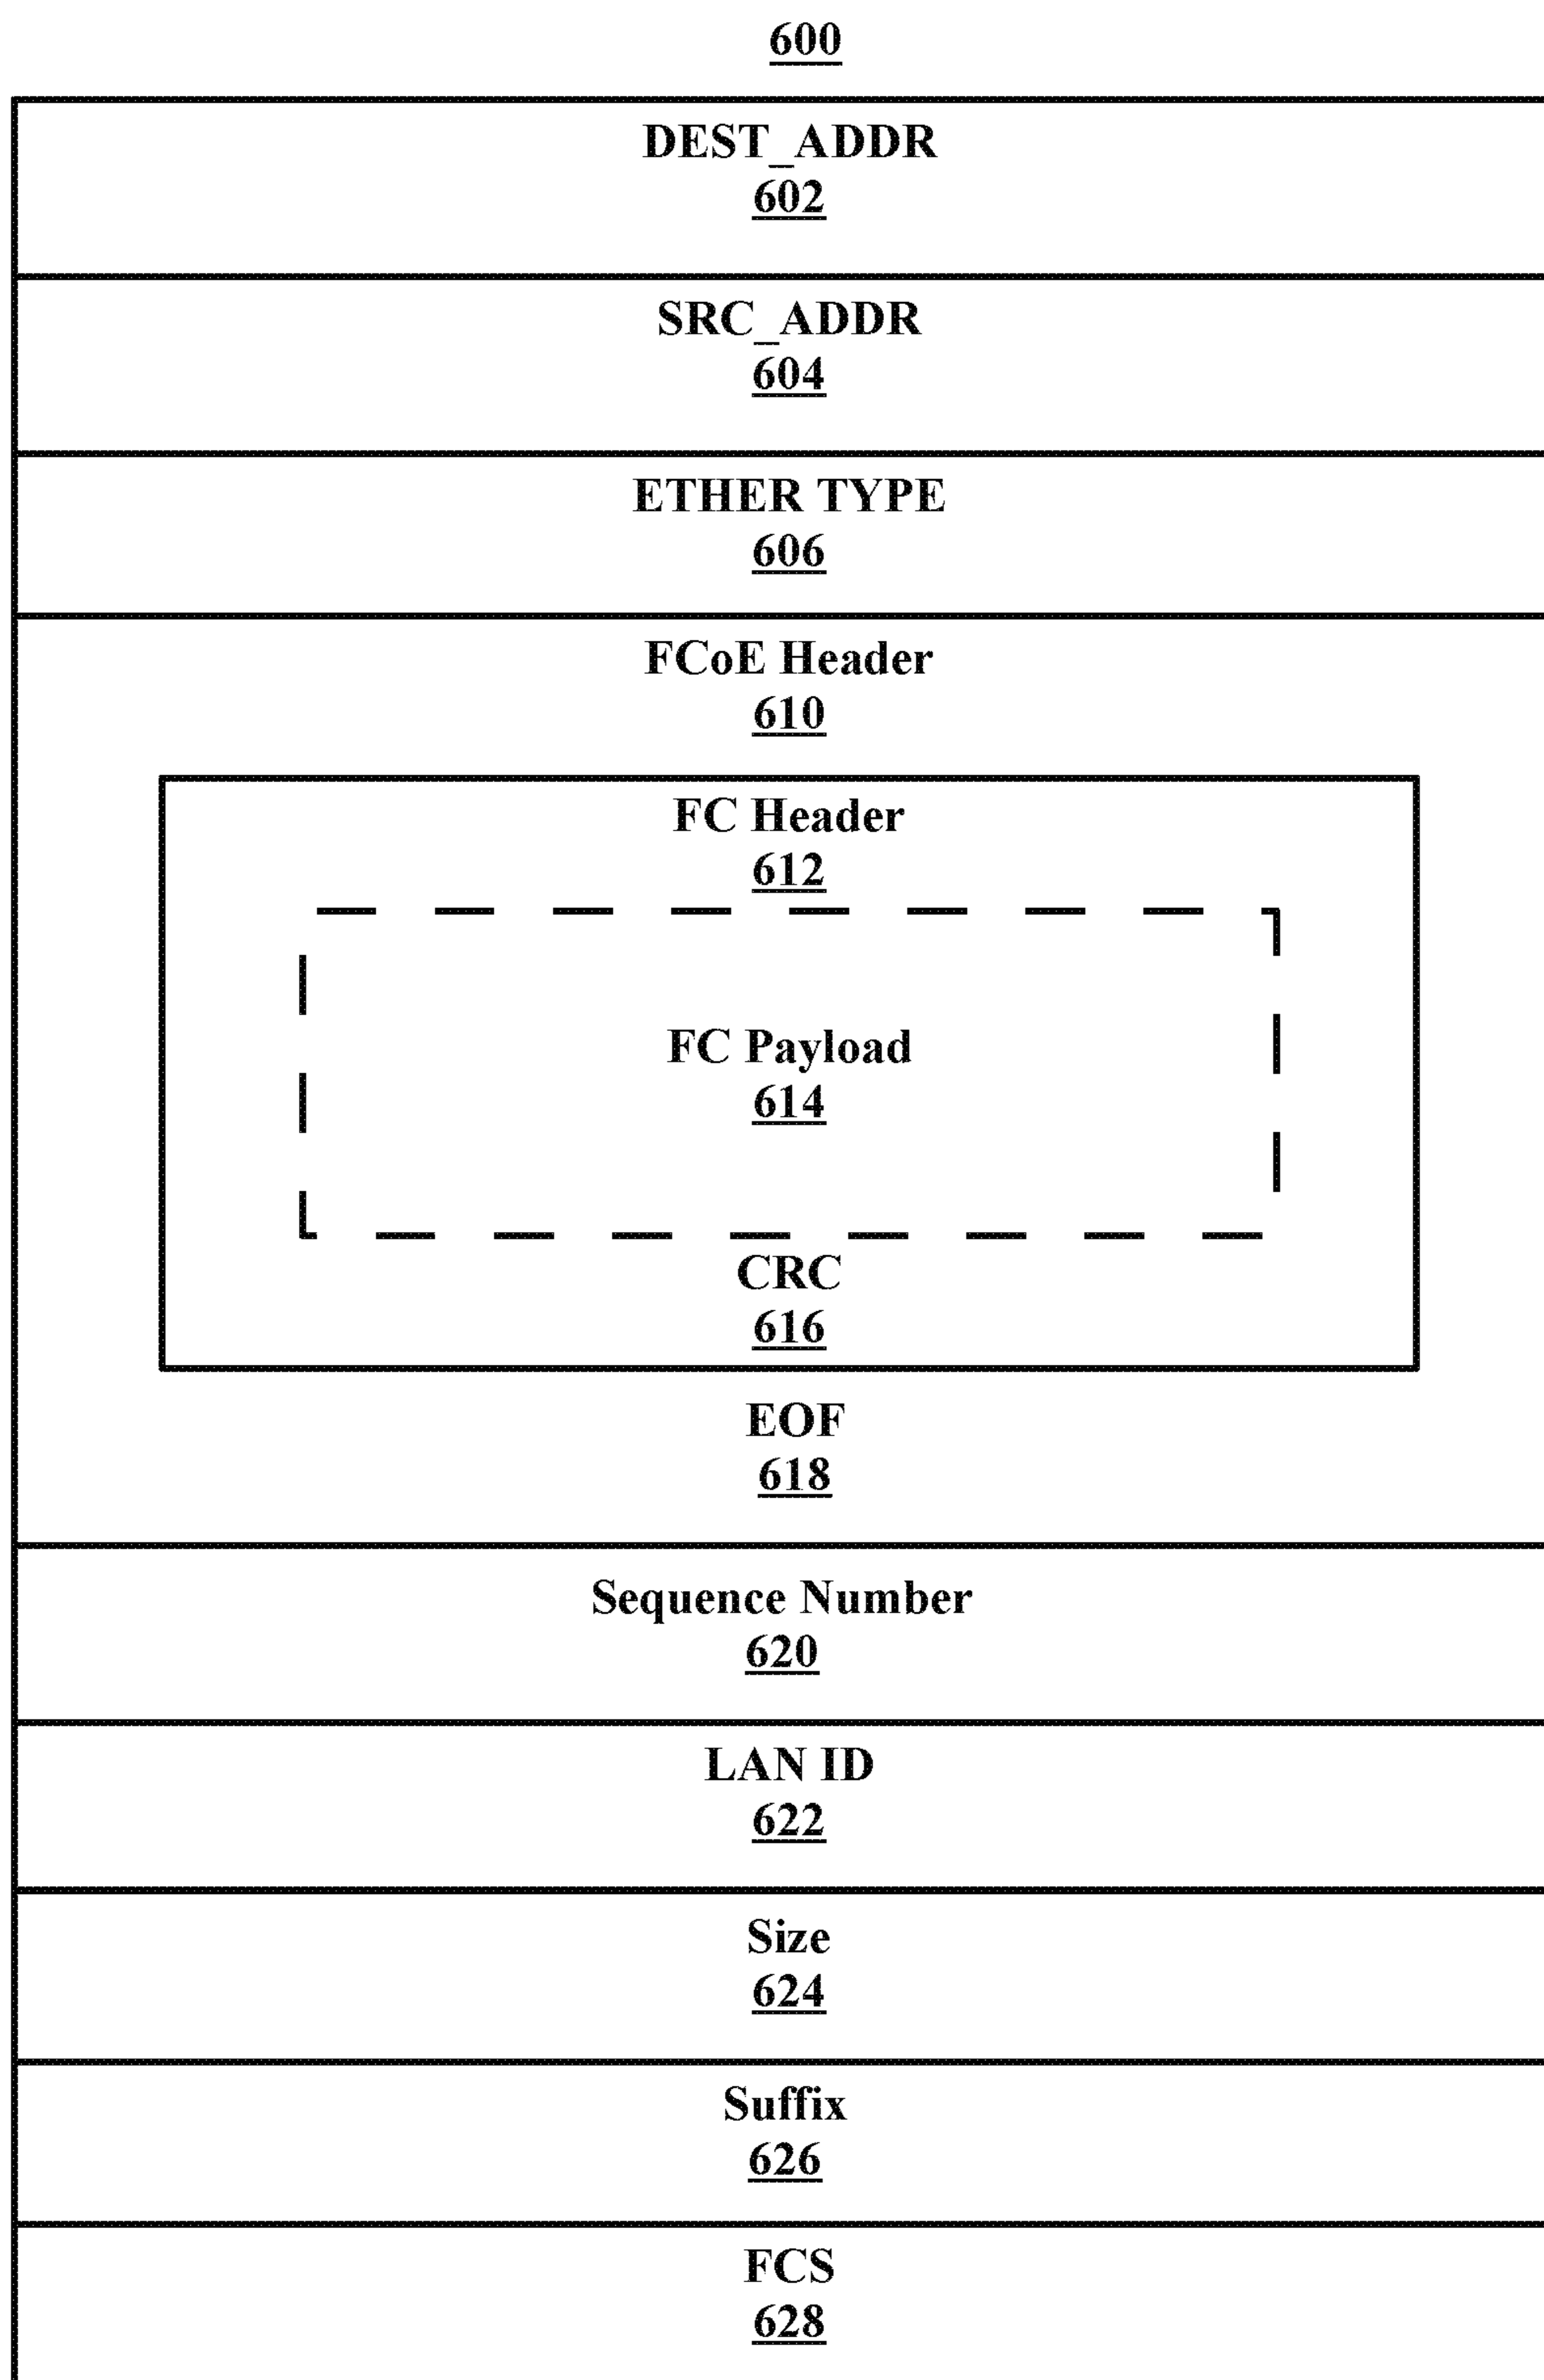 600
DEST_ADDR
602
SRC_ADDR
604
ETHER TYPE
606
FCoE Header
610
FC Header
612
FC Payload
614
CRC
616
EOF
618
Sequence Number
620
LAN ID
622
Size
624
Suffix
626
FCS
628